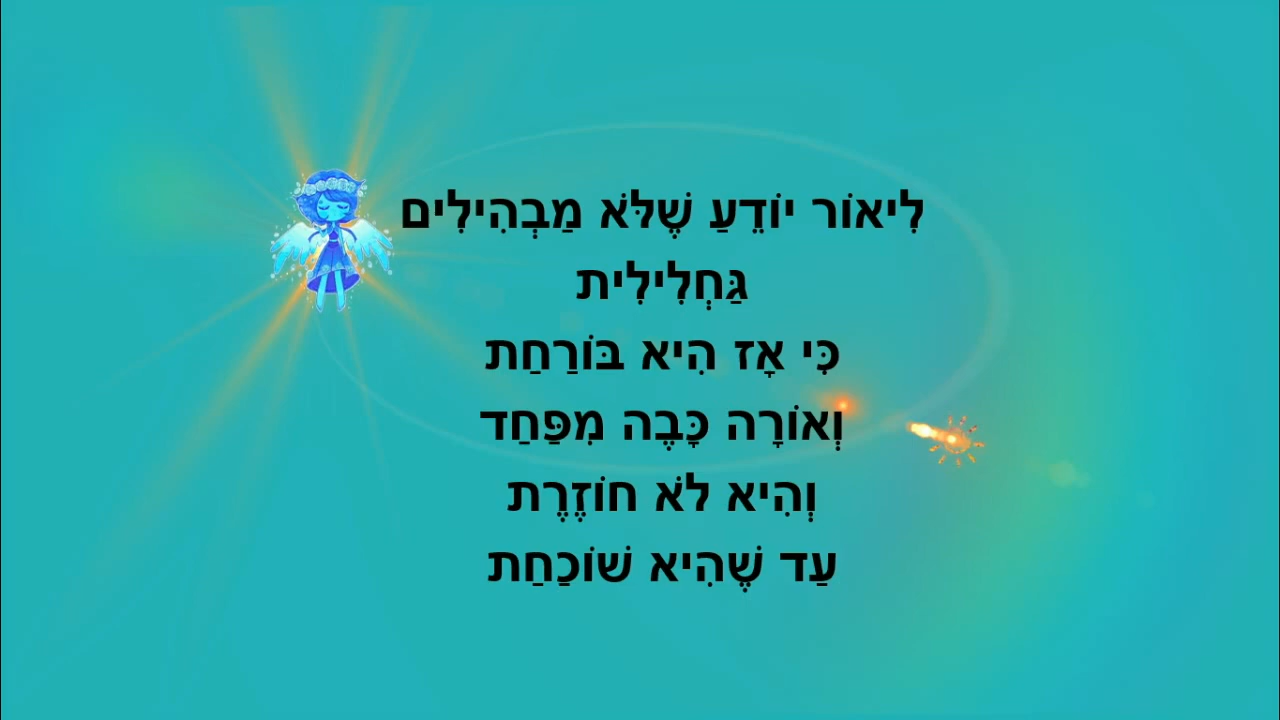 לִיאוֹר יוֹדֵעַ שֶׁלֹּא מַבְהִילִים
גַּחְלִילִית
כִּי אָז הִיא בּוֹרַחַת
וְאוֹרָהּ כָּבֶה מִפַּחַד
וְהִיא לֹא חוֹזֶרֶת
עַד שֶׁהִיא שׁוֹכַחַת